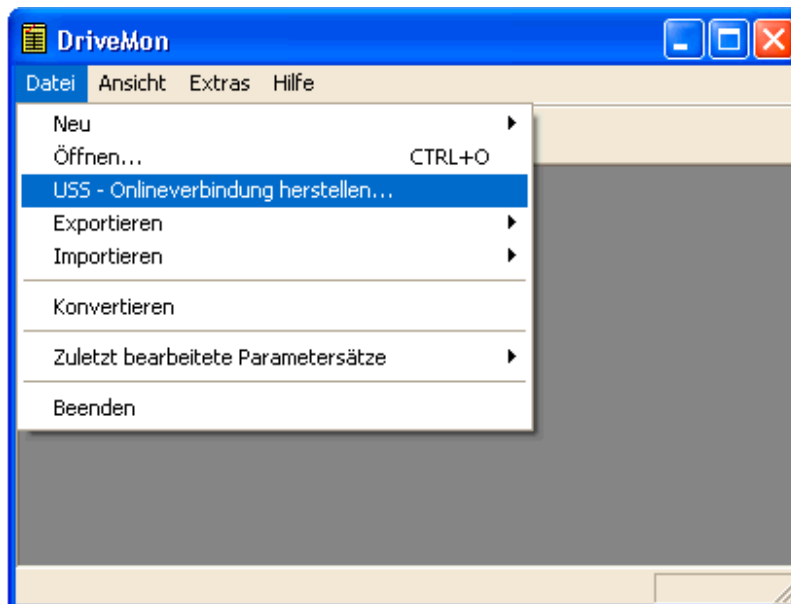 DriveMon
Datei Ansicht Extras Hilfe
Neu
Öffnen... CTRL+O
USS - Onlineverbindung herstellen...
Exportieren
Importieren
Konvertieren
Zuletzt bearbeitete Parametersätze
Beenden